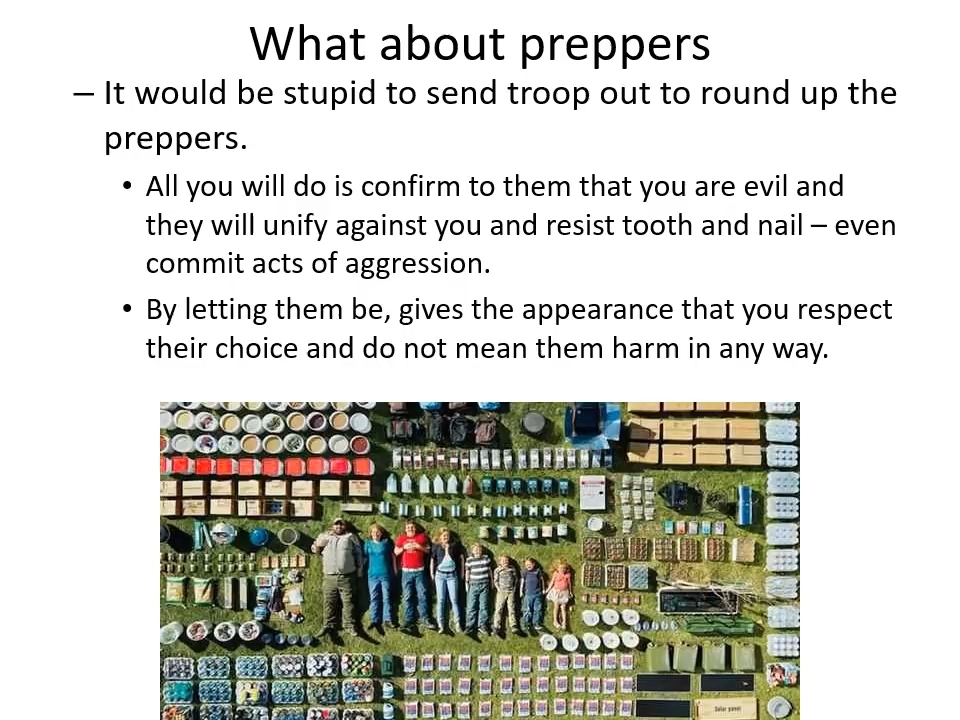 What about preppers
– It would be stupid to send troop out to round up the
preppers.
• All you will do is confirm to them that you are evil and
they will unify against you and resist tooth and nail – even
commit acts of aggression.
• By letting them be, gives the appearance that you respect
their choice and do not mean them harm in any way.
Solar panel